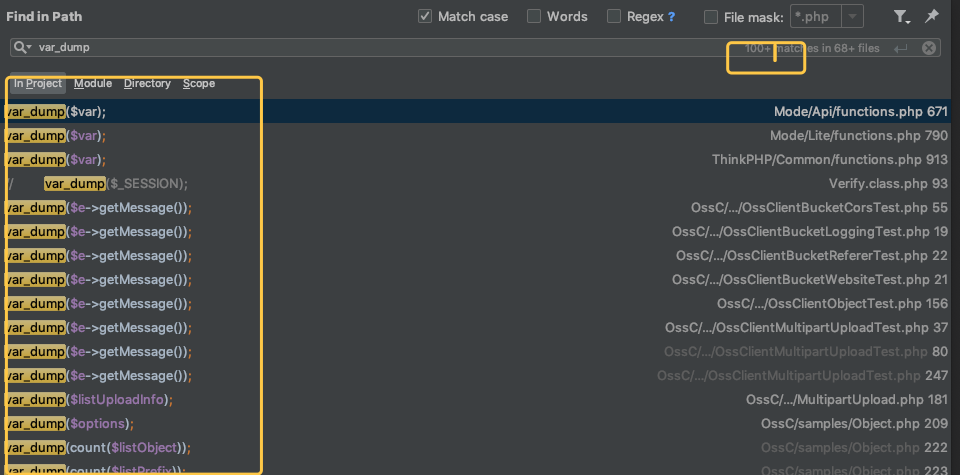 Find in Path Match case Words Regex ? File mask: *.php
var_dump 100+ matches in 68+ files
In Project Module Directory Scope
var_dump($var); Mode/Api/functions.php 671
var_dump($var); Mode/Lite/functions.php 790
var_dump($var); ThinkPHP/Common/functions.php 913
// var_dump($_SESSION); Verify.class.php 93
var_dump($e->getMessage()); OssC/.../OssClientBucketCorsTest.php 55
var_dump($e->getMessage()); OssC/.../OssClientBucketLoggingTest.php 19
var_dump($e->getMessage()); OssC/.../OssClientBucketRefererTest.php 22
var_dump($e->getMessage()); OssC/.../OssClientBucketWebsiteTest.php 21
var_dump($e->getMessage()); OssC/.../OssClientObjectTest.php 156
var_dump($e->getMessage()); OssC/.../OssClientMultipartUploadTest.php 37
var_dump($e->getMessage()); OssC/.../OssClientMultipartUploadTest.php 80
var_dump($e->getMessage()); OssC/.../OssClientMultipartUploadTest.php 247
var_dump($listUploadInfo); OssC/.../MultipartUpload.php 181
var_dump($options); OssC/samples/Object.php 209
var_dump(count($listObject)); OssC/samples/Object.php 222
var_dump(count($listPrefix)); OssC/samples/Object.php 223